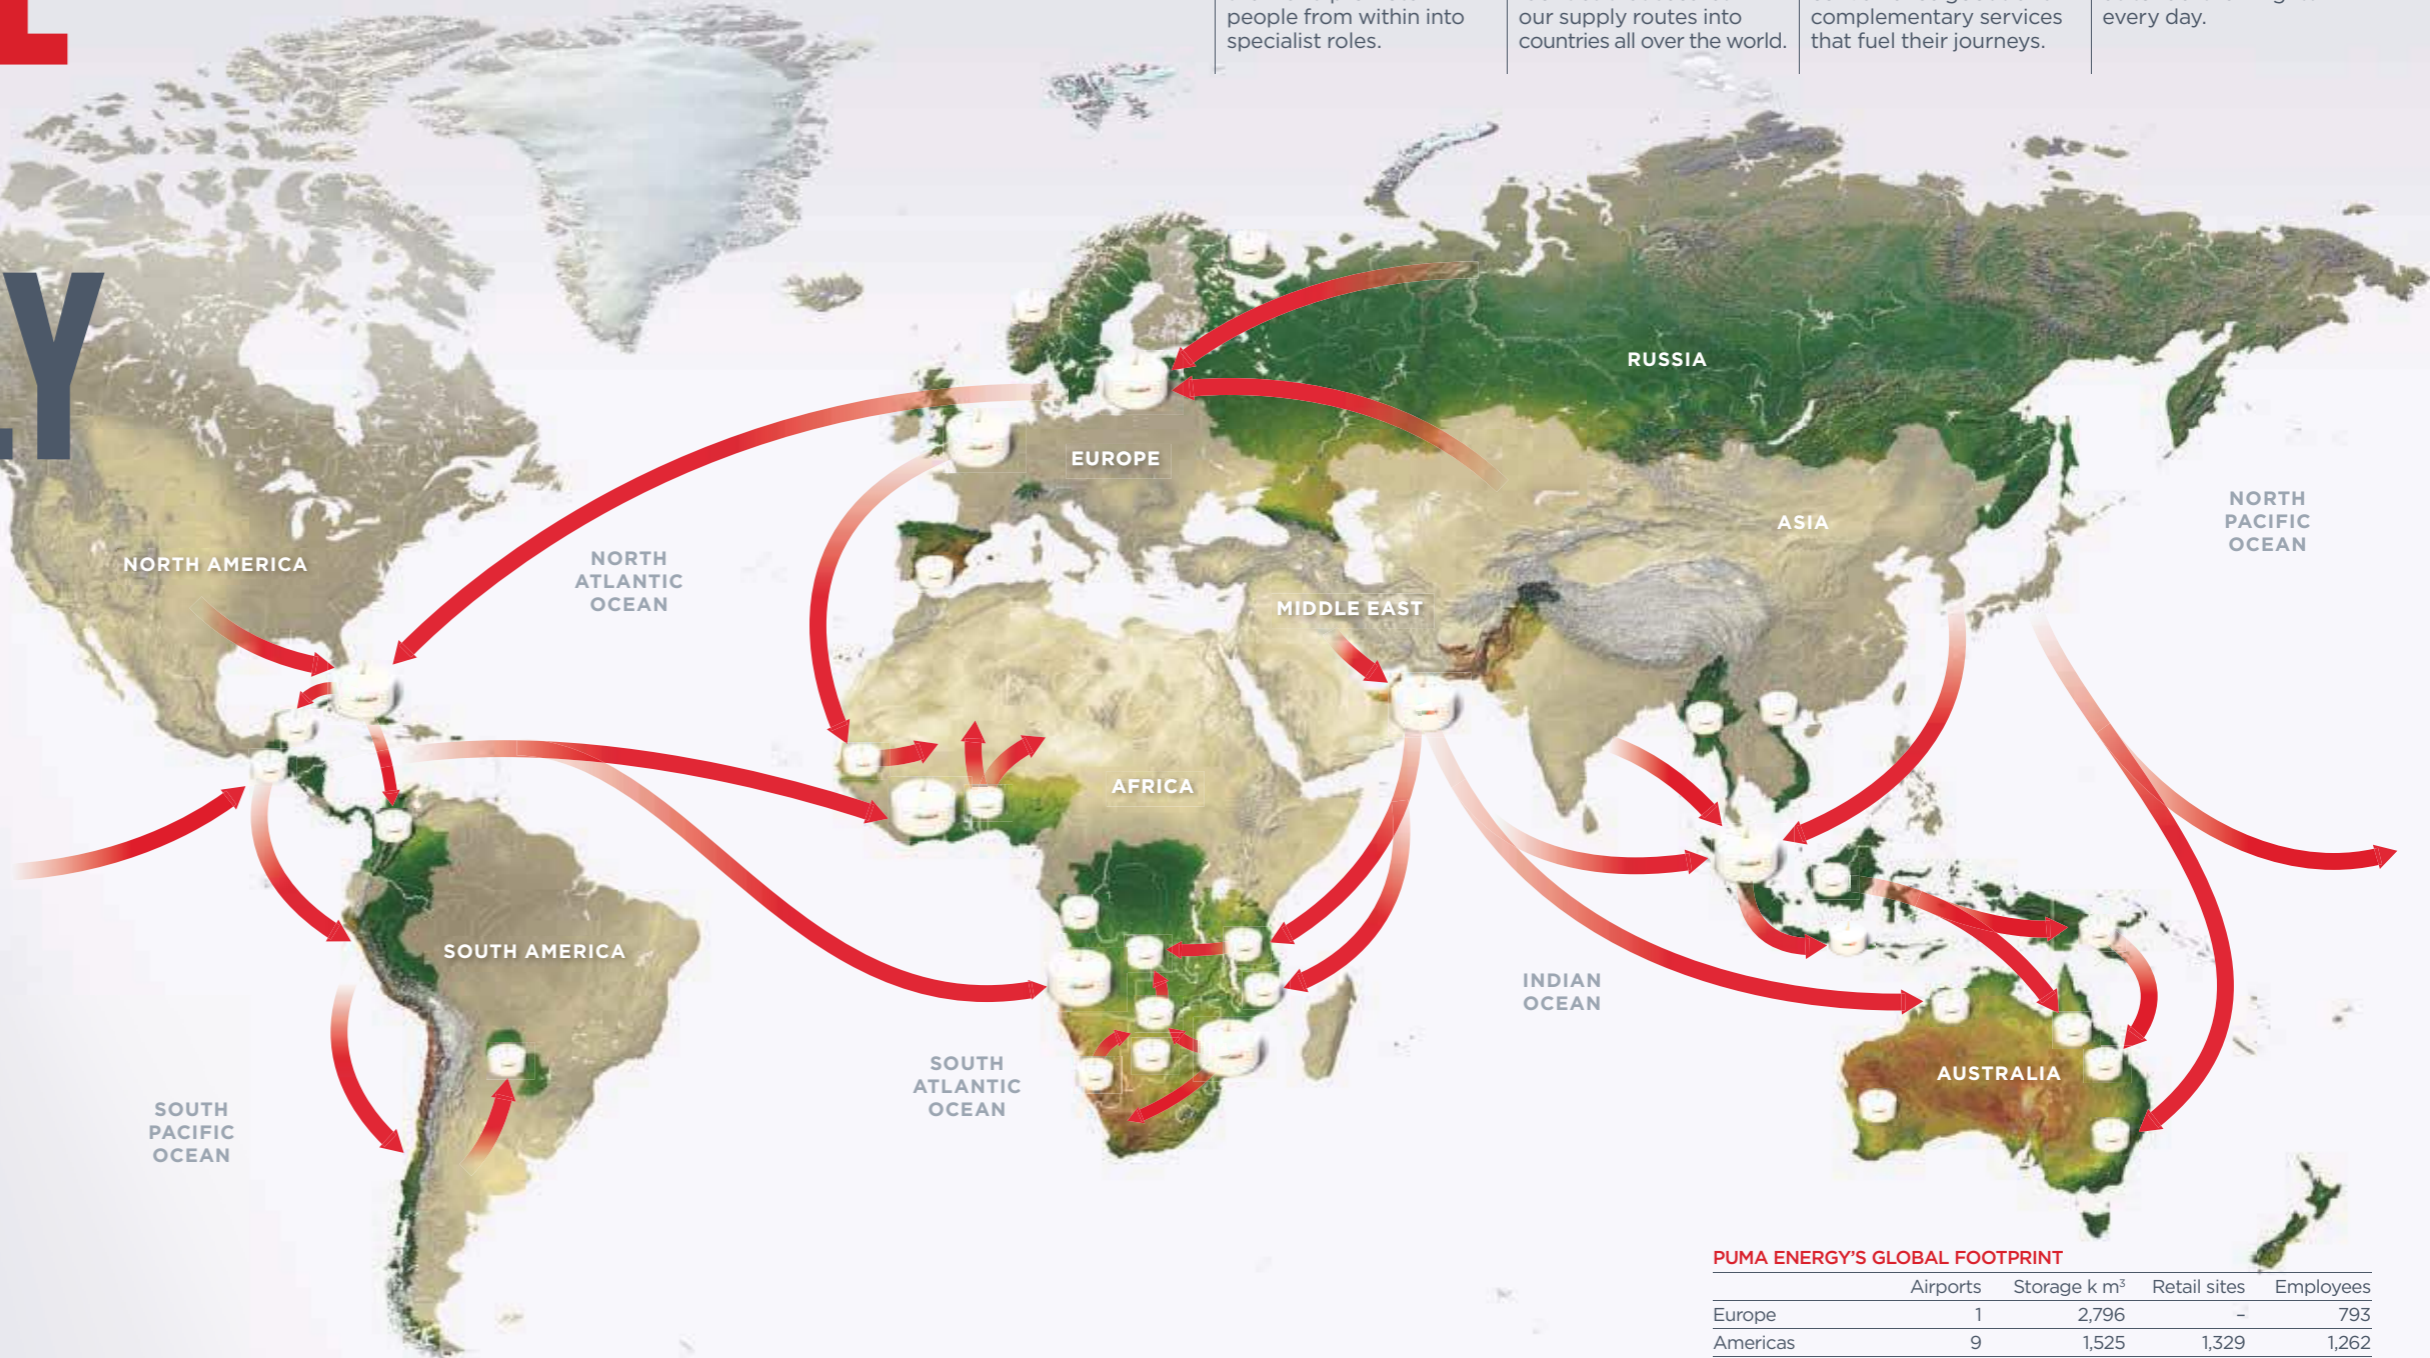 people from within into
specialist roles.
our supply routes into
countries all over the world.
complementary services
that fuel their journeys.
every day.
LY
RUSSIA
EUROPE
ASIA
NORTH
PACIFIC
OCEAN
NORTH AMERICA
NORTH
ATLANTIC
OCEAN
MIDDLE EAST
AFRICA
SOUTH AMERICA
INDIAN
OCEAN
SOUTH
ATLANTIC
OCEAN
AUSTRALIA
SOUTH
PACIFIC
OCEAN
PUMA ENERGY'S GLOBAL FOOTPRINT
Airports Storage k m³ Retail sites Employees
Europe 1 2,796 – 793
Americas 9 1,525 1,329 1,262